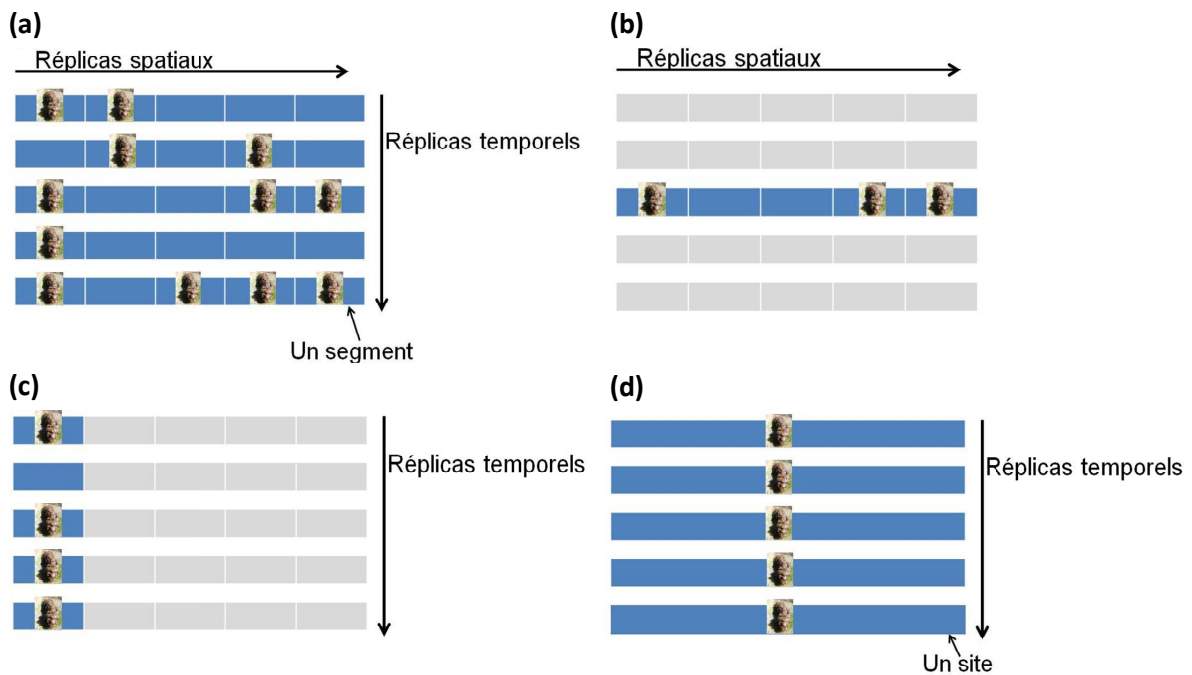 (a)
Réplicas spatiaux
Réplicas temporels
Un segment
(b)
Réplicas spatiaux
(c)
Réplicas temporels
(d)
Réplicas temporels
Un site